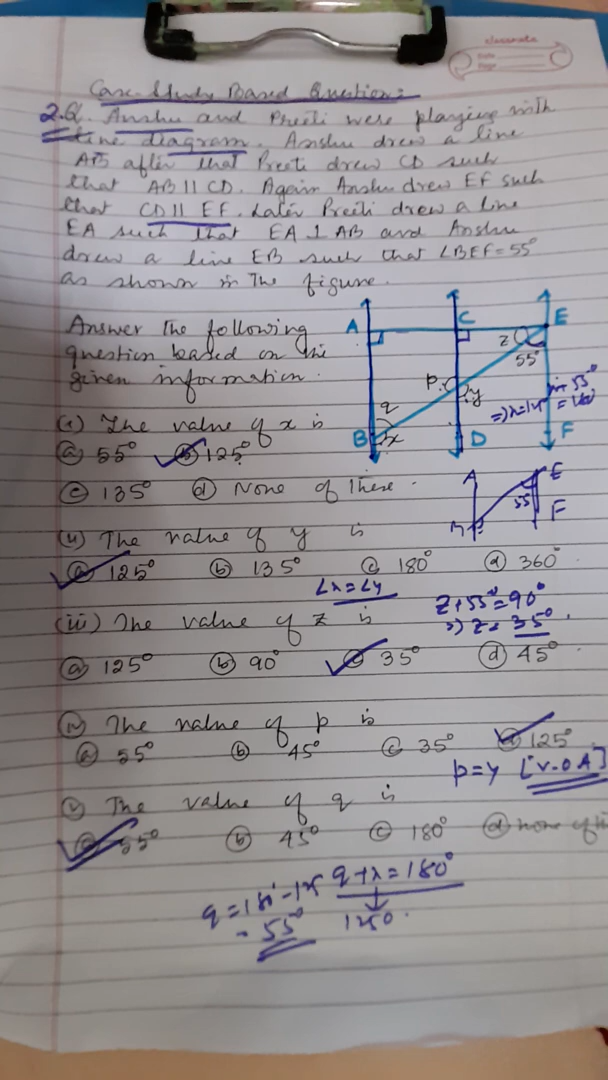 classmate
Date
Page
Case Study Based Question:
2.Q. Anshu and Preeti were playing with
line diagram. Anshu drew a line
AB after that Preeti drew CD such
that AB || CD. Again Anshu drew EF such
that CD || EF. Later Preiti drew a line
EA such that EA ⊥ AB and Anshu
drew a line EB such that ∠BEF = 55°
as shown in The figure.
A C E
z
55°
P y
q
B x D F
Answer The following
question based on the
given information.
(i) The value of x is
(a) 55° (b) 125°
(c) 135° (d) None of these.
A E
55° F
B
(ii) The value of y is
(a) 125° (b) 135° (c) 180° (d) 360°
∠x = ∠y
z + 55° = 90°
=) z = 35°.
(iii) The value of z is
(a) 125° (b) 90° (c) 35° (d) 45°
(iv) The value of p is
(a) 55° (b) 45° (c) 35° (d) 125°
p = y [V.O A]
(v) The value of q is
(a) 55° (b) 45° (c) 180° (d) none of
q + x = 180°
q = 180° - 125
= 55°